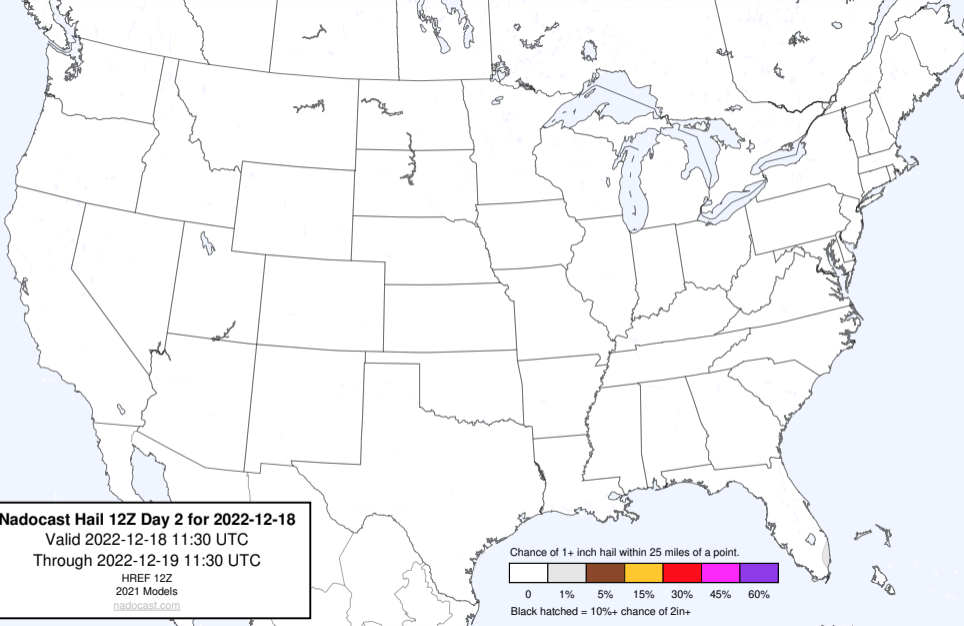 Nadocast Hail 12Z Day 2 for 2022-12-18
Valid 2022-12-18 11:30 UTC
Through 2022-12-19 11:30 UTC
HREF 12Z
2021 Models
nadocast.com
Chance of 1+ inch hail within 25 miles of a point.
0 1% 5% 15% 30% 45% 60%
Black hatched = 10%+ chance of 2in+